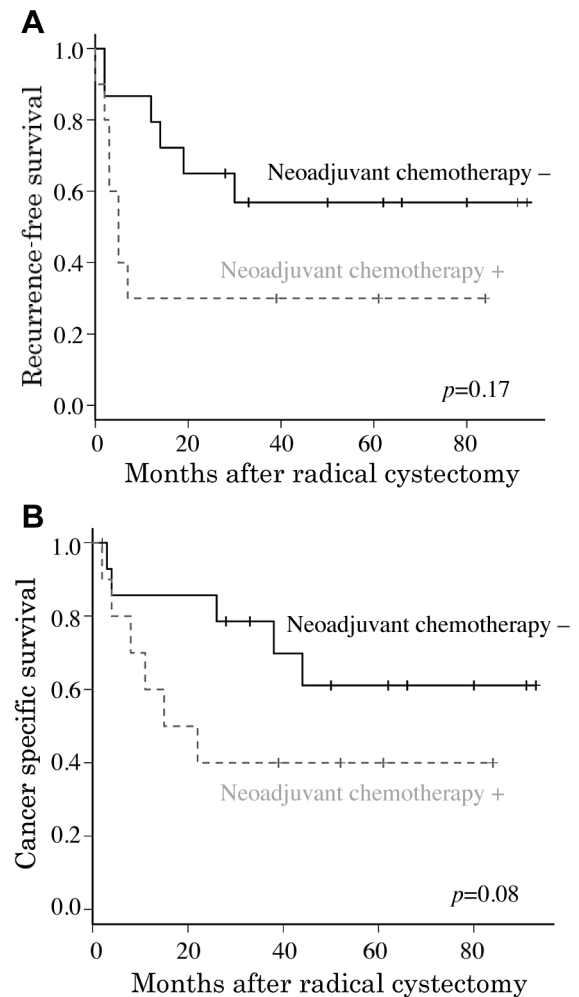 A
1.0
0.8
0.6
0.4
0.2
0.0
Recurrence-free survival
Neoadjuvant chemotherapy –
Neoadjuvant chemotherapy +
p=0.17
0 20 40 60 80
Months after radical cystectomy
B
1.0
0.8
0.6
0.4
0.2
0.0
Cancer specific survival
Neoadjuvant chemotherapy –
Neoadjuvant chemotherapy +
p=0.08
0 20 40 60 80
Months after radical cystectomy